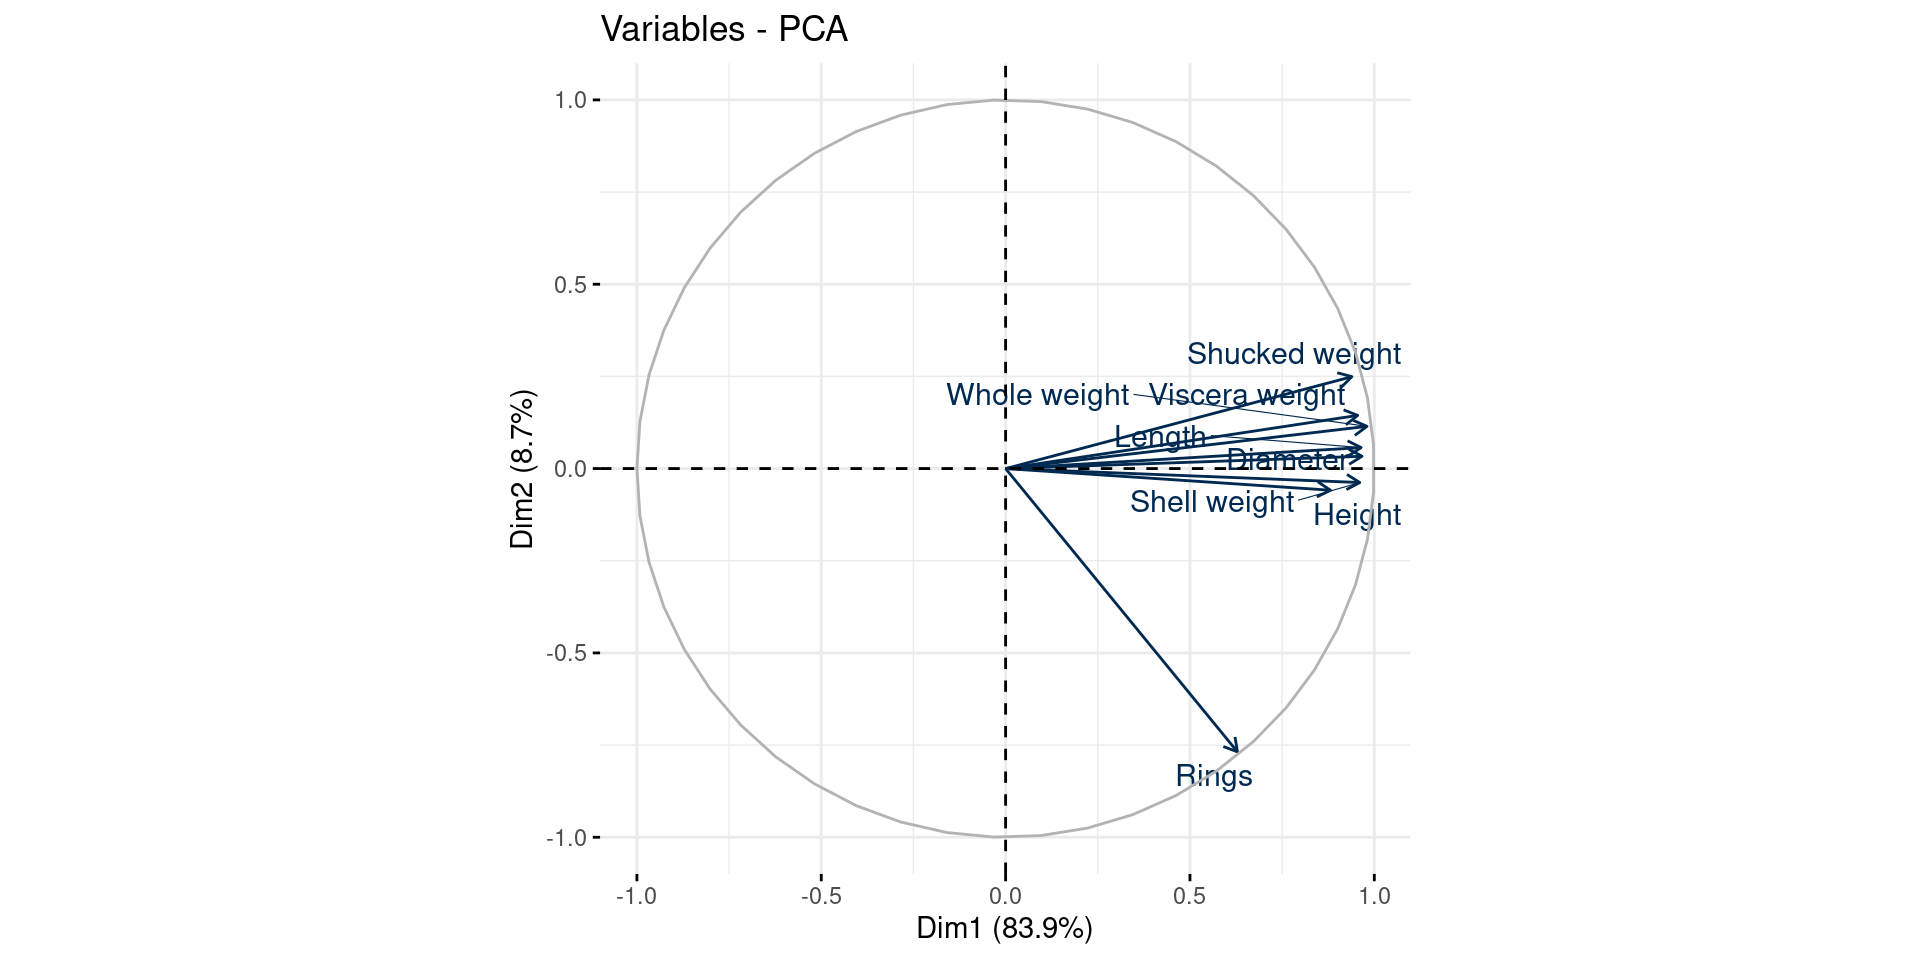 Variables - PCA
1.0
0.5
0.0
-0.5
-1.0
Dim2 (8.7%)
Shucked weight
Whole weight
Viscera weight
Length
Diameter
Shell weight
Height
Rings
-1.0
-0.5
0.0
0.5
1.0
Dim1 (83.9%)